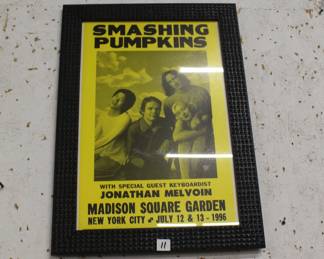 SMASHING
PUMPKINS
WITH SPECIAL GUEST KEYBOARDIST
JONATHAN MELVOIN
MADISON SQUARE GARDEN
NEW YORK CITY JULY 12 & 13 - 1996
11